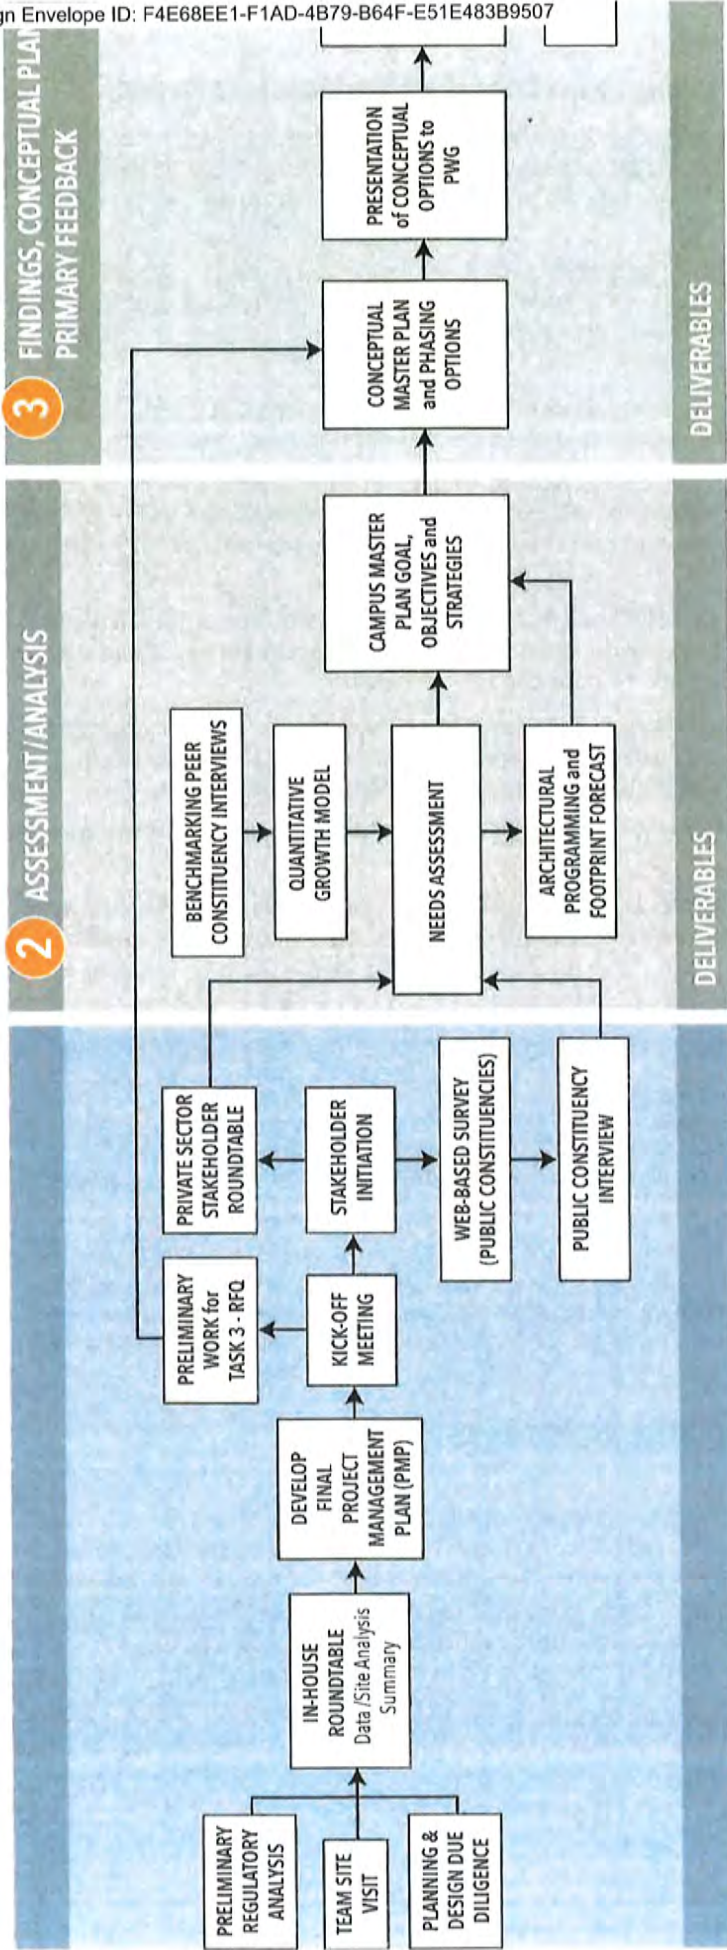 gn Envelope ID: F4E68EE1-F1AD-4B79-B64F-E51E483B9507
PRELIMINARY
REGULATORY
ANALYSIS
TEAM SITE
VISIT
PLANNING &
DESIGN DUE
DILIGENCE
IN-HOUSE
ROUNDTABLE
Data /Site Analysis
Summary
DEVELOP
FINAL
PROJECT
MANAGEMENT
PLAN (PMP)
PRELIMINARY
WORK for
TASK 3 - RFQ
KICK-OFF
MEETING
PRIVATE SECTOR
STAKEHOLDER
ROUNDTABLE
STAKEHOLDER
INITIATION
WEB-BASED SURVEY
(PUBLIC CONSTITUENCIES)
PUBLIC CONSTITUENCY
INTERVIEW
2 ASSESSMENT/ANALYSIS
BENCHMARKING PEER
CONSTITUENCY INTERVIEWS
QUANTITATIVE
GROWTH MODEL
NEEDS ASSESSMENT
ARCHITECTURAL
PROGRAMMING and
FOOTPRINT FORECAST
CAMPUS MASTER
PLAN GOAL,
OBJECTIVES and
STRATEGIES
DELIVERABLES
3 FINDINGS, CONCEPTUAL PLAN
PRIMARY FEEDBACK
CONCEPTUAL
MASTER PLAN
and PHASING
OPTIONS
PRESENTATION
of CONCEPTUAL
OPTIONS to
PWG
DELIVERABLES